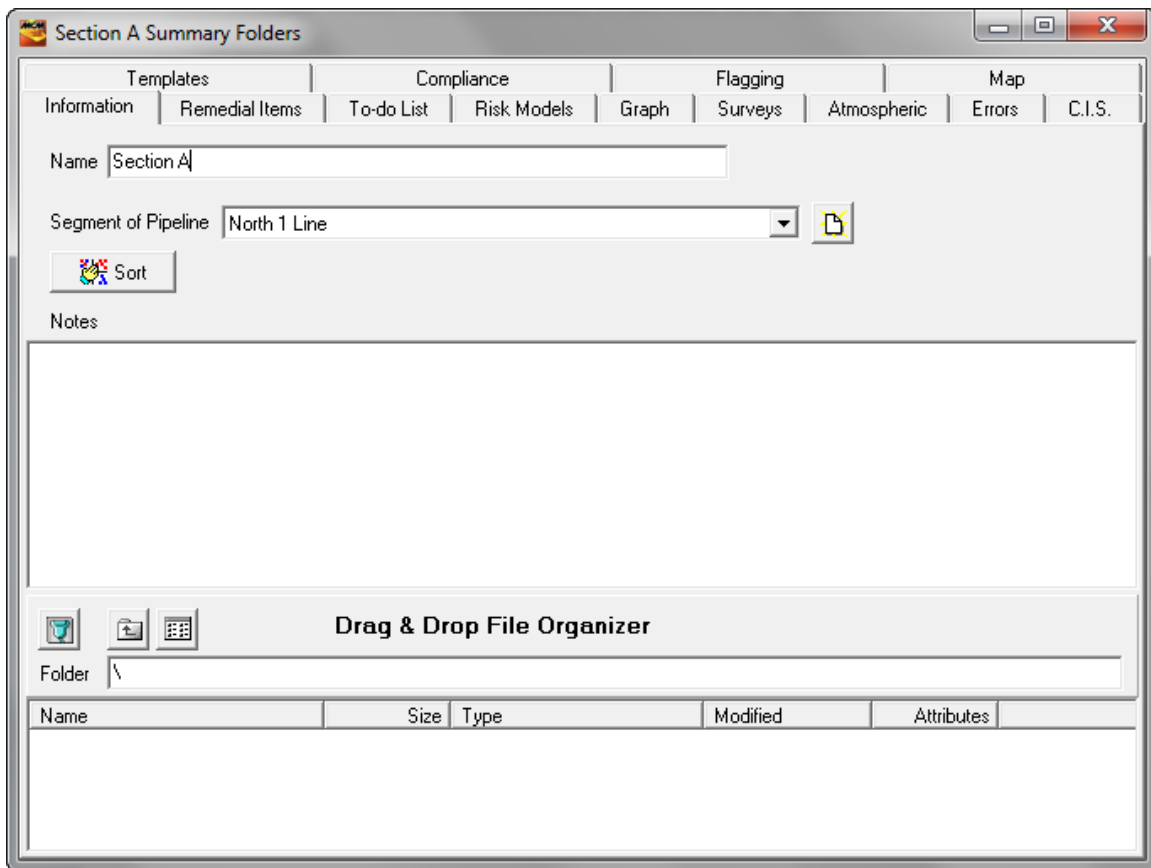 Section A Summary Folders
Templates Compliance Flagging Map
Information Remedial Items To-do List Risk Models Graph Surveys Atmospheric Errors C.I.S.
Name Section A
Segment of Pipeline North 1 Line
Sort
Notes
Drag & Drop File Organizer
Folder \
Name Size Type Modified Attributes